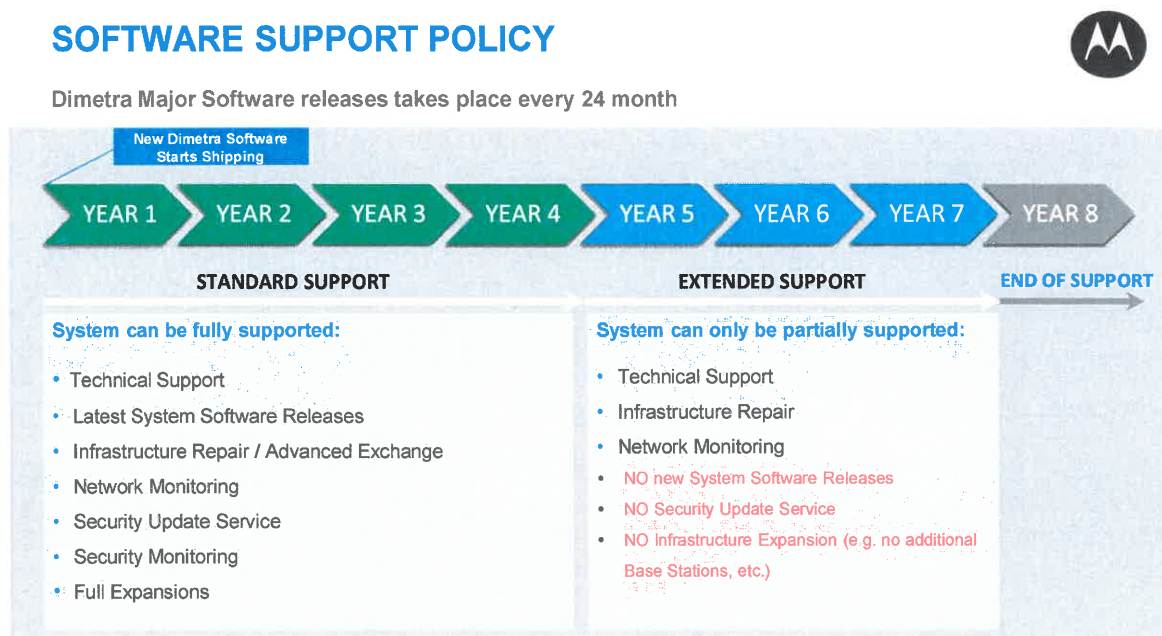 SOFTWARE SUPPORT POLICY
Dimetra Major Software releases takes place every 24 month
New Dimetra Software
Starts Shipping
YEAR 1 YEAR 2 YEAR 3 YEAR 4 YEAR 5 YEAR 6 YEAR 7 YEAR 8
STANDARD SUPPORT
EXTENDED SUPPORT
END OF SUPPORT
System can be fully supported:
• Technical Support
• Latest System Software Releases
• Infrastructure Repair / Advanced Exchange
• Network Monitoring
• Security Update Service
• Security Monitoring
• Full Expansions
System can only be partially supported:
• Technical Support
• Infrastructure Repair
• Network Monitoring
• NO new System Software Releases
• NO Security Update Service
• NO Infrastructure Expansion (e g. no additional
Base Stations, etc.)